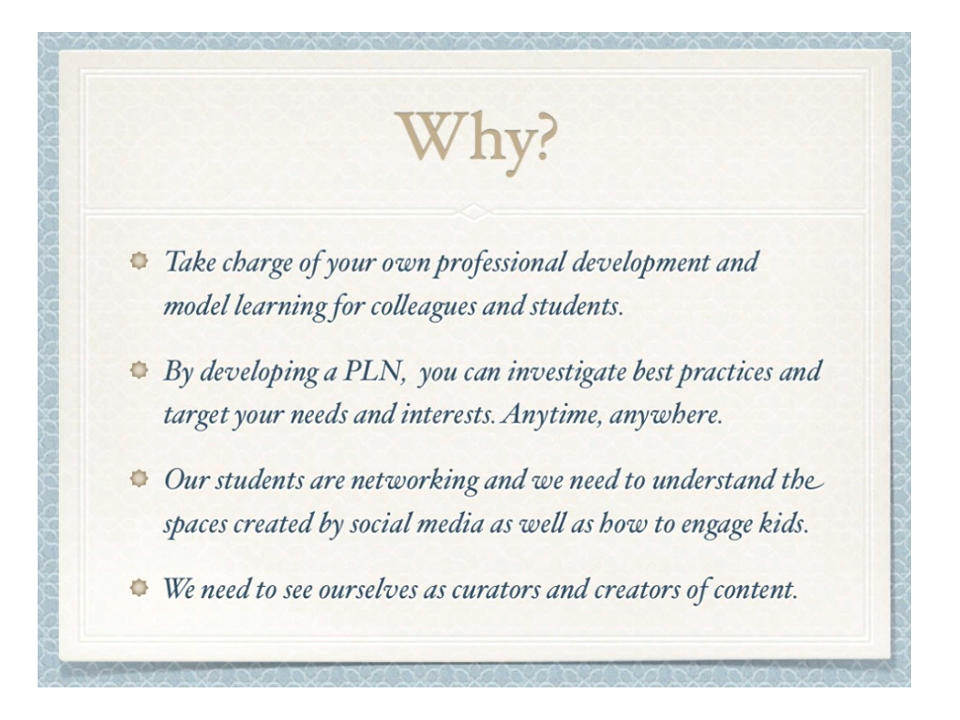 Why?
Take charge of your own professional development and
model learning for colleagues and students.
By developing a PLN, you can investigate best practices and
target your needs and interests. Anytime, anywhere.
Our students are networking and we need to understand the
spaces created by social media as well as how to engage kids.
We need to see ourselves as curators and creators of content.